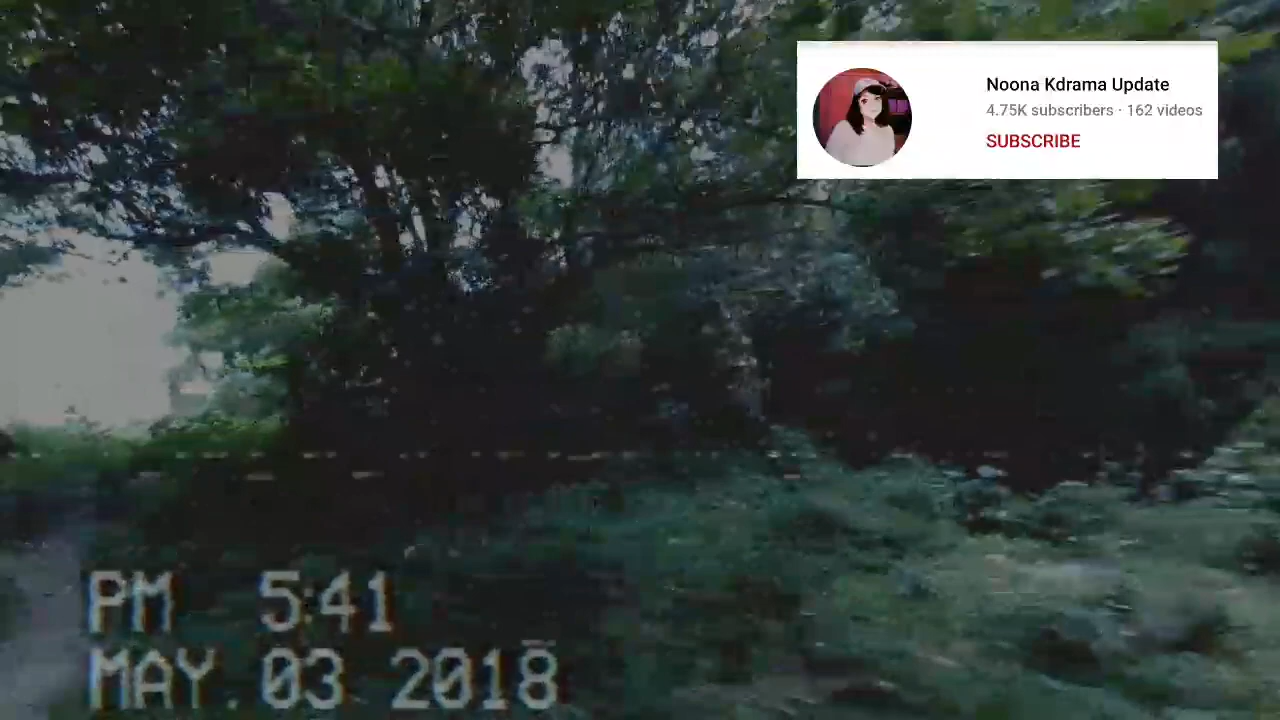 Noona Kdrama Update
4.75K subscribers · 162 videos
SUBSCRIBE
PM 5:41
MAY. 03 2018